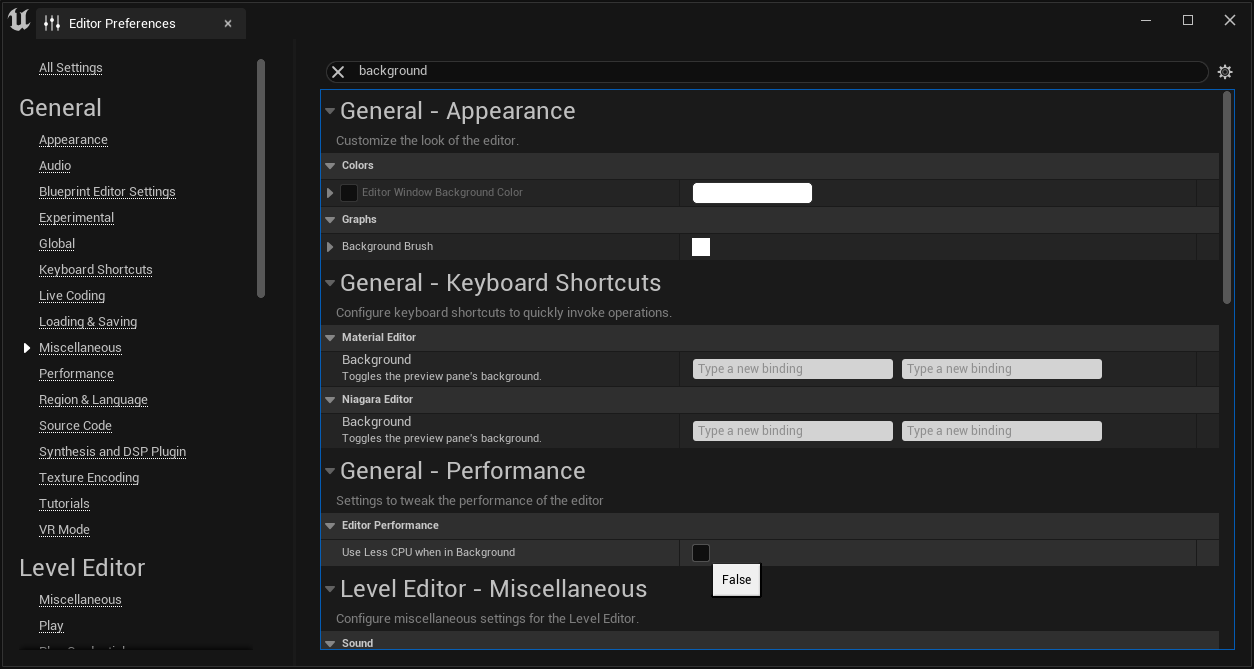 Editor Preferences
All Settings
General
Appearance
Audio
Blueprint Editor Settings
Experimental
Global
Keyboard Shortcuts
Live Coding
Loading & Saving
Miscellaneous
Performance
Region & Language
Source Code
Synthesis and DSP Plugin
Texture Encoding
Tutorials
VR Mode
Level Editor
Miscellaneous
Play
background
General - Appearance
Customize the look of the editor.
Colors
Editor Window Background Color
Graphs
Background Brush
General - Keyboard Shortcuts
Configure keyboard shortcuts to quickly invoke operations.
Material Editor
Background
Toggles the preview pane's background.
Type a new binding Type a new binding
Niagara Editor
Background
Toggles the preview pane's background.
Type a new binding Type a new binding
General - Performance
Settings to tweak the performance of the editor
Editor Performance
Use Less CPU when in Background
False
Level Editor - Miscellaneous
Configure miscellaneous settings for the Level Editor.
Sound